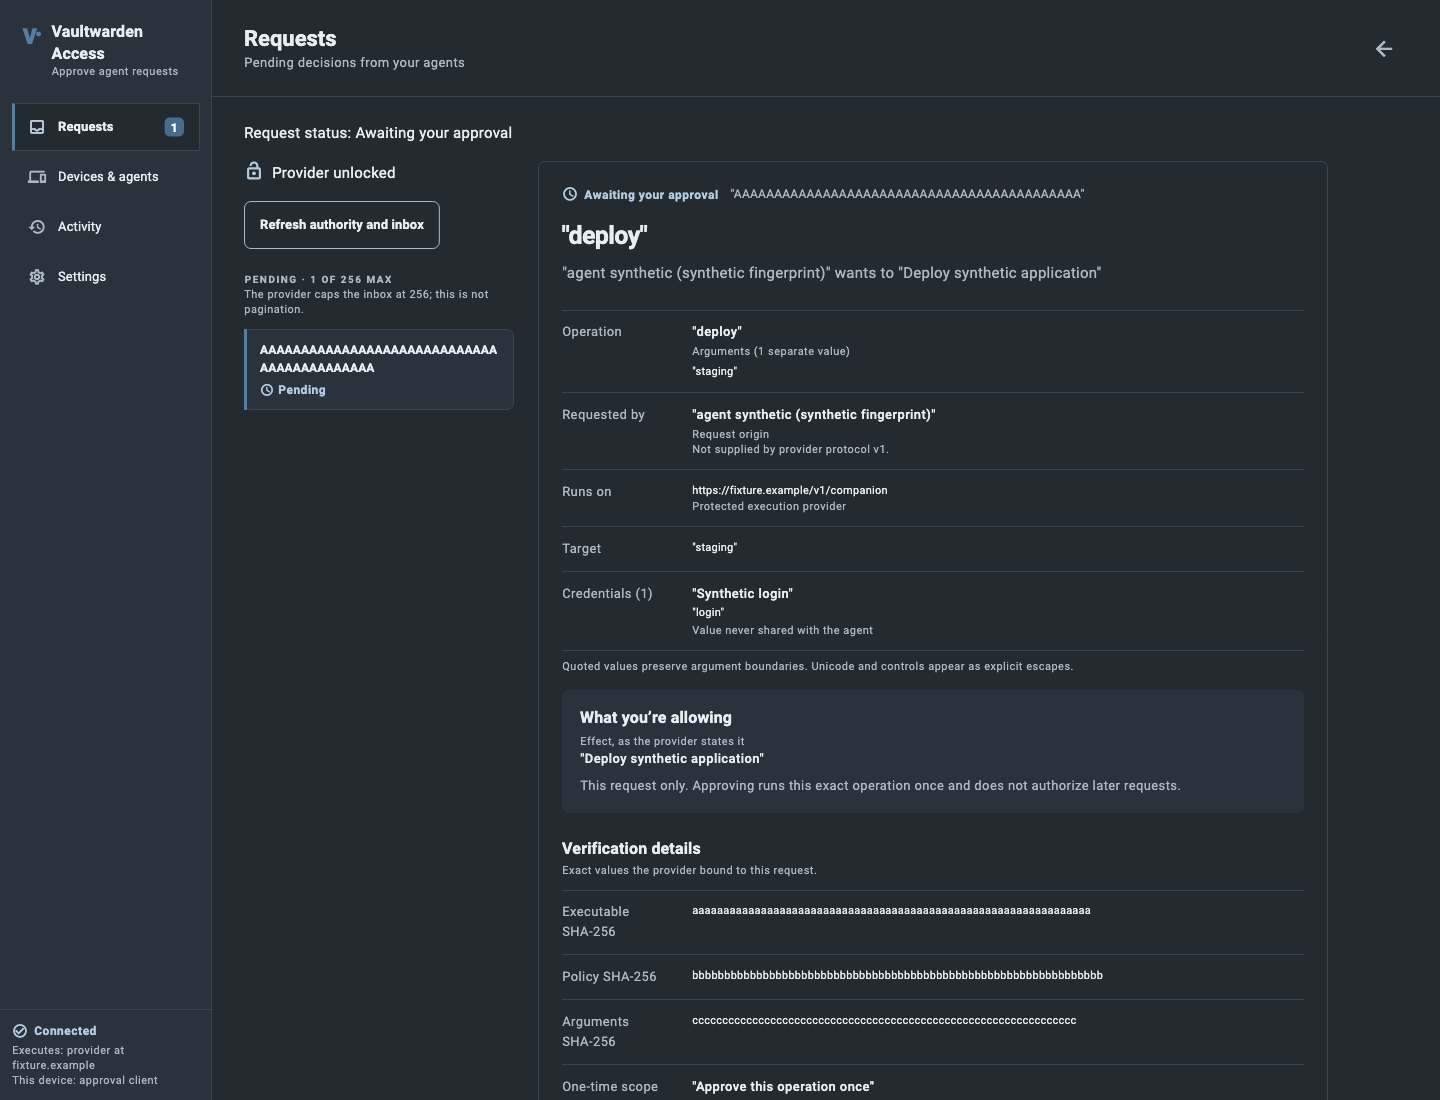 Vaultwarden
Access
Approve agent requests
Requests 1
Devices & agents
Activity
Settings
Connected
Executes: provider at
fixture.example
This device: approval client
Requests
Pending decisions from your agents
Request status: Awaiting your approval
Provider unlocked
Refresh authority and inbox
PENDING · 1 OF 256 MAX
The provider caps the inbox at 256; this is not
pagination.
AAAAAAAAAAAAAAAAAAAAAAAAAAAAA
AAAAAAAAAAAAAA
Pending
Awaiting your approval "AAAAAAAAAAAAAAAAAAAAAAAAAAAAAAAAAAAAAAAAAAA"
"deploy"
"agent synthetic (synthetic fingerprint)" wants to "Deploy synthetic application"
Operation "deploy"
Arguments (1 separate value)
"staging"
Requested by "agent synthetic (synthetic fingerprint)"
Request origin
Not supplied by provider protocol v1.
Runs on https://fixture.example/v1/companion
Protected execution provider
Target "staging"
Credentials (1) "Synthetic login"
"login"
Value never shared with the agent
Quoted values preserve argument boundaries. Unicode and controls appear as explicit escapes.
What you’re allowing
Effect, as the provider states it
"Deploy synthetic application"
This request only. Approving runs this exact operation once and does not authorize later requests.
Verification details
Exact values the provider bound to this request.
Executable aaaaaaaaaaaaaaaaaaaaaaaaaaaaaaaaaaaaaaaaaaaaaaaaaaaaaaaaaaaaaaaa
SHA-256
Policy SHA-256 bbbbbbbbbbbbbbbbbbbbbbbbbbbbbbbbbbbbbbbbbbbbbbbbbbbbbbbbbbbbbbbb
Arguments cccccccccccccccccccccccccccccccccccccccccccccccccccccccccccccccc
SHA-256
One-time scope "Approve this operation once"